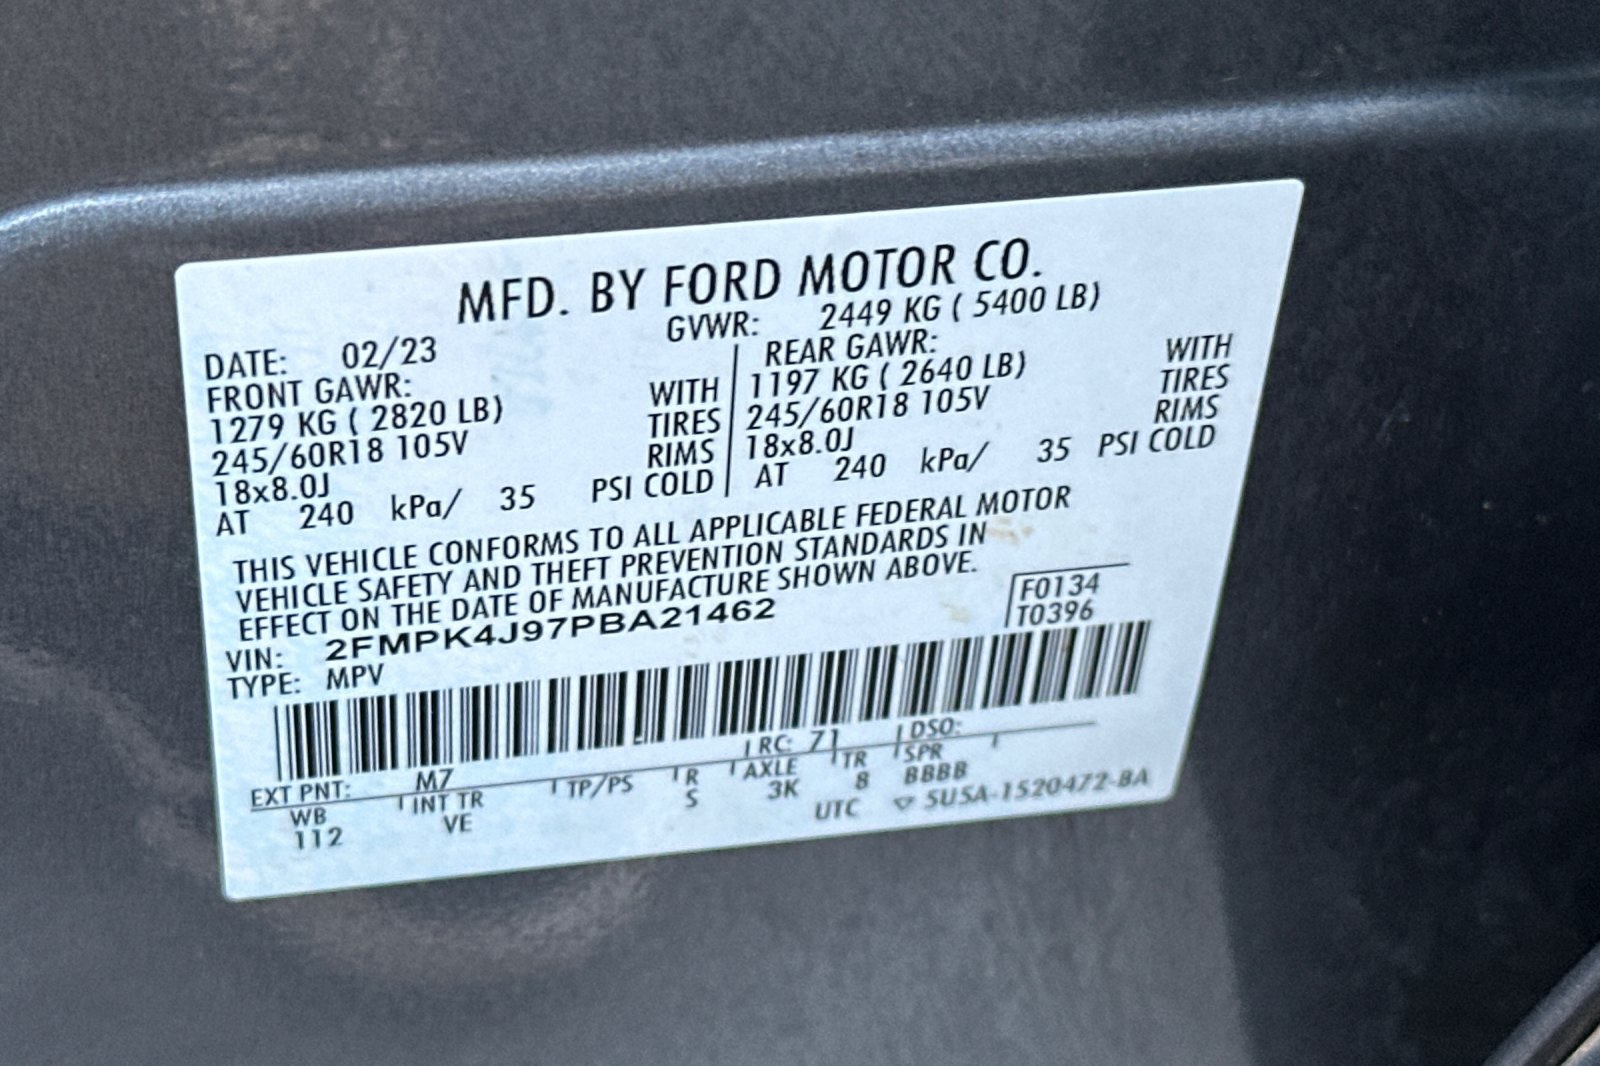 MFD. BY FORD MOTOR CO.
DATE: 02/23 GVWR: 2449 KG ( 5400 LB)
FRONT GAWR: REAR GAWR:
1279 KG ( 2820 LB) WITH 1197 KG ( 2640 LB) WITH
245/60R18 105V TIRES 245/60R18 105V TIRES
18x8.0J RIMS 18x8.0J RIMS
AT 240 kPa/ 35 PSI COLD AT 240 kPa/ 35 PSI COLD
THIS VEHICLE CONFORMS TO ALL APPLICABLE FEDERAL MOTOR
VEHICLE SAFETY AND THEFT PREVENTION STANDARDS IN
EFFECT ON THE DATE OF MANUFACTURE SHOWN ABOVE.
VIN: 2FMPK4J97PBA21462 F0134
TYPE: MPV T0396
EXT PNT: M7 RC: 71 DSO:
WB INT TR TP/PS R AXLE TR SPR
112 VE S 3K 8 BBBB
UTC ▽ 5U5A-1520472-BA